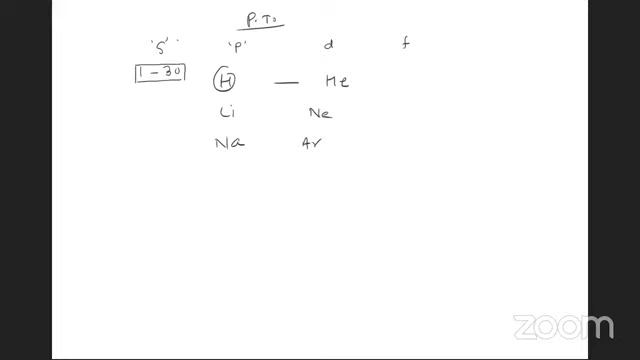 P.T.
's' 'p' d f
1 - 30 H — He
Li Ne
Na Ar
zoom